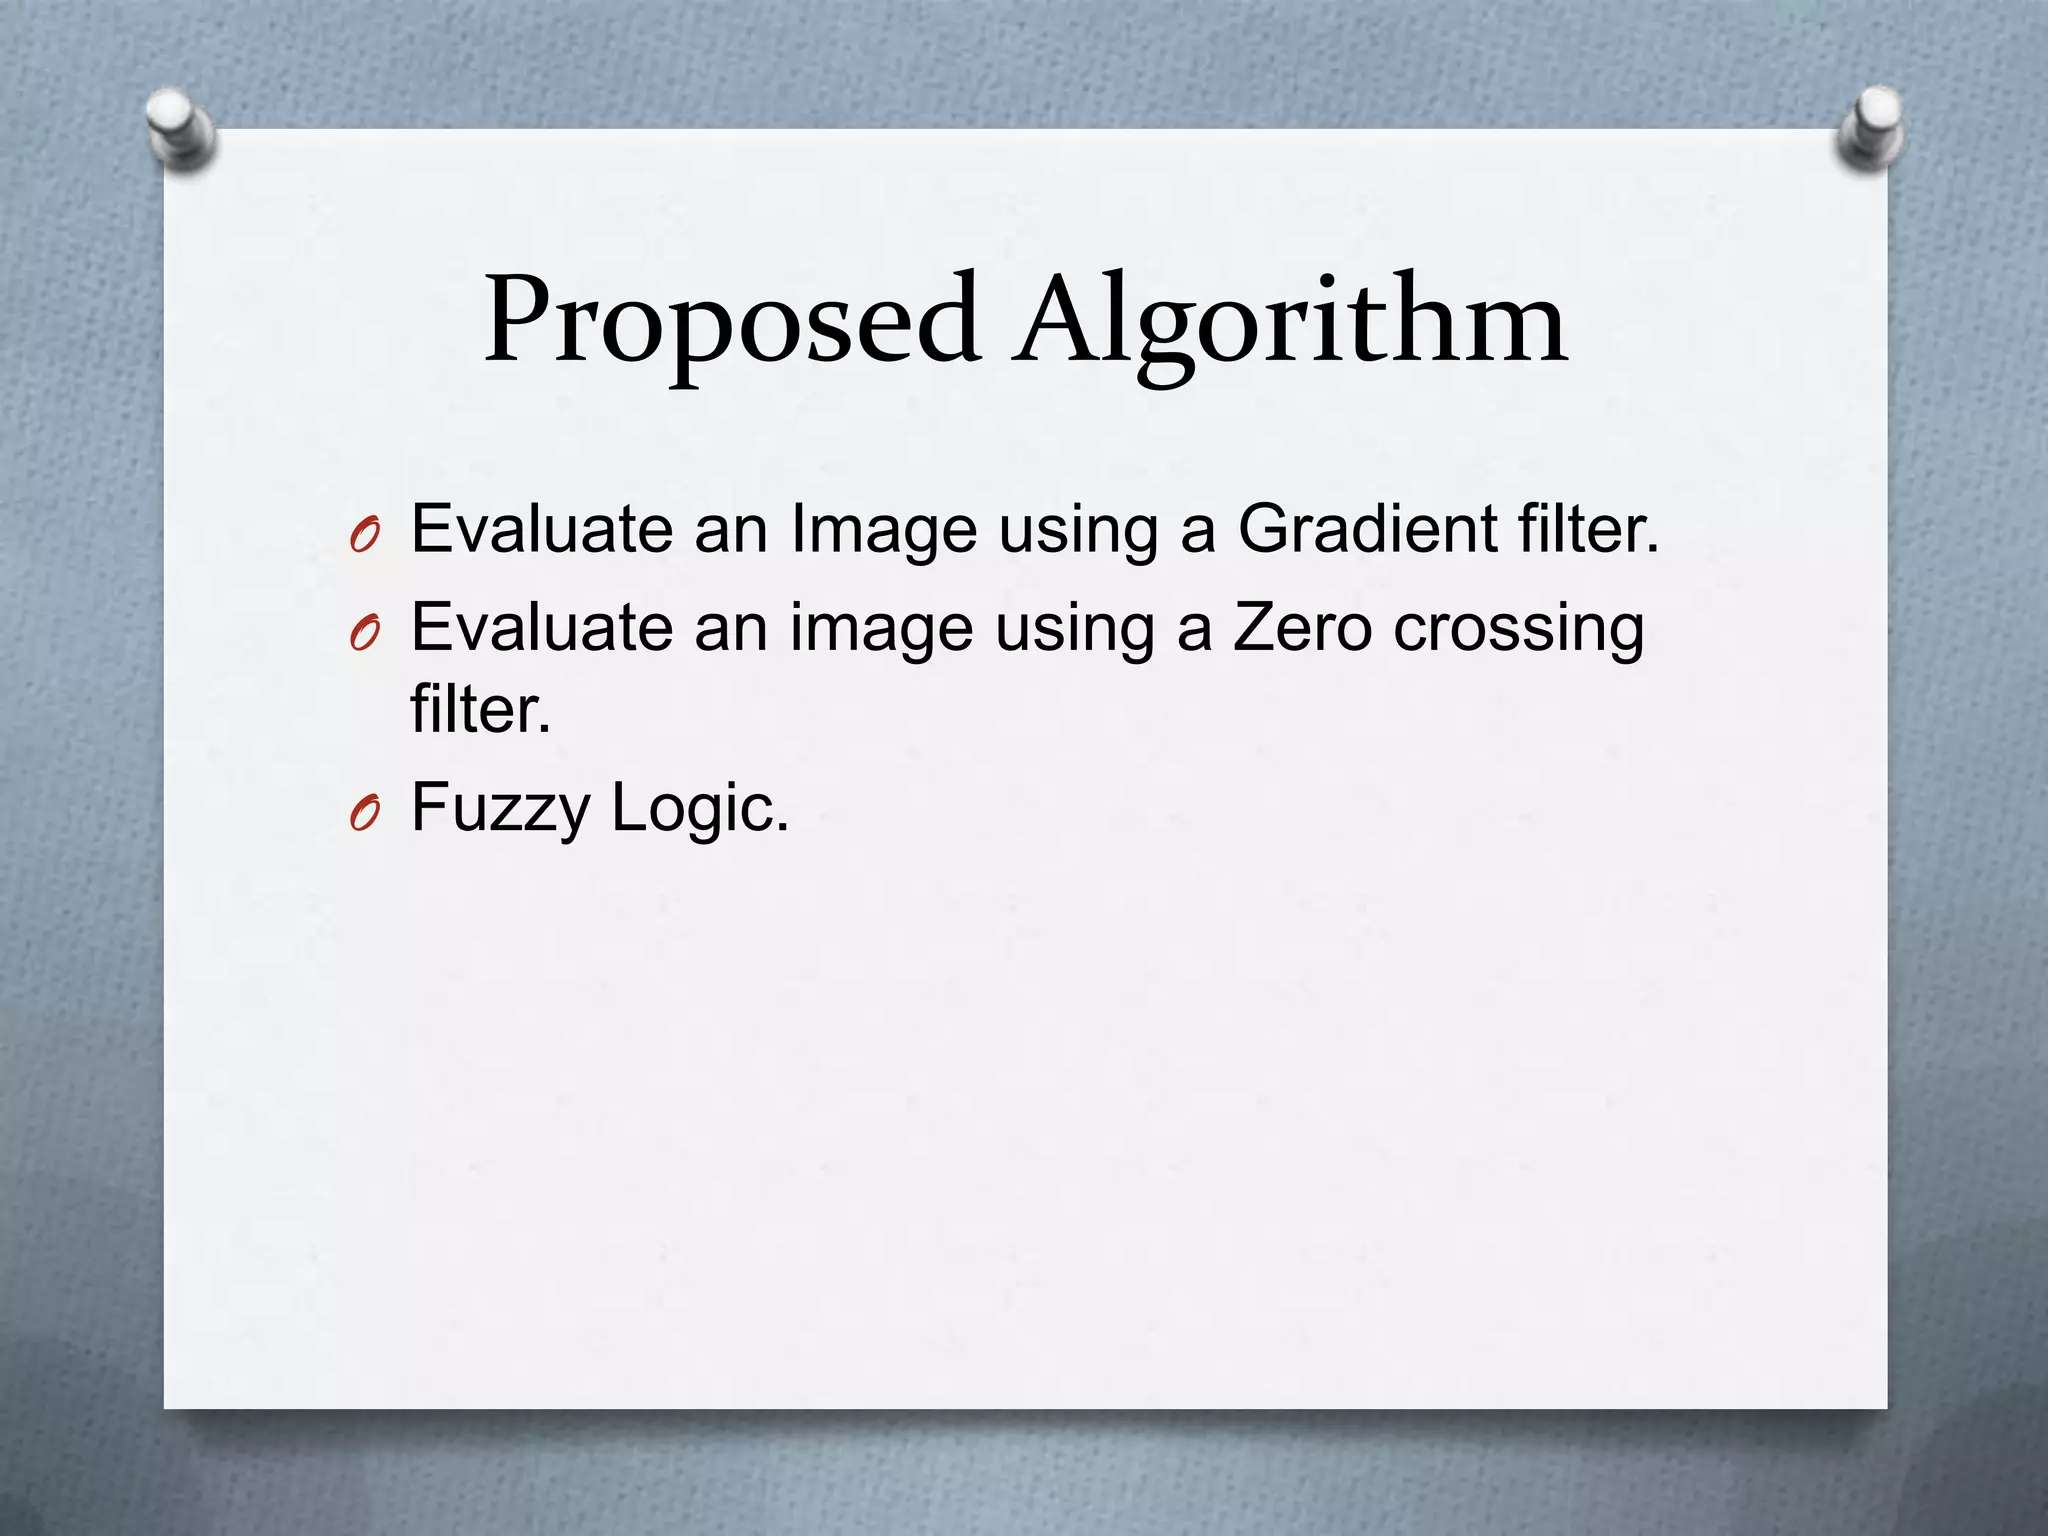 Proposed Algorithm
Evaluate an Image using a Gradient filter.
Evaluate an image using a Zero crossing
filter.
Fuzzy Logic.